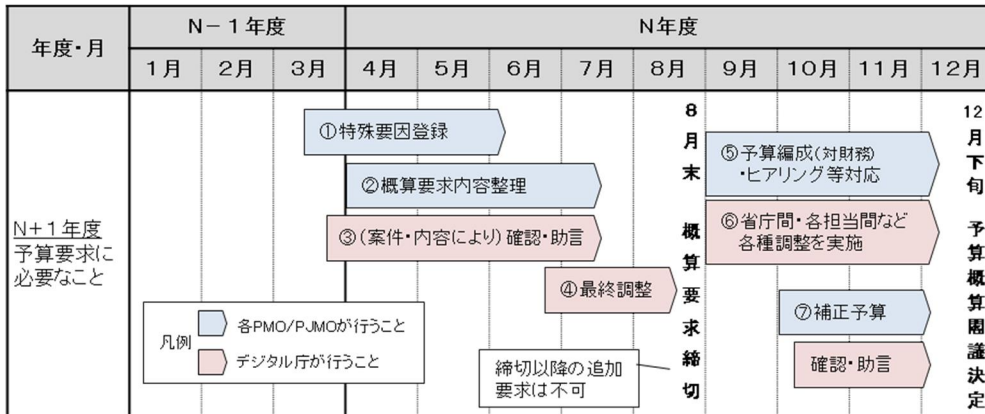 年度・月
N－１年度
N年度
1月
2月
3月
4月
5月
6月
7月
8月
9月
10月
11月
12月
N+１年度
予算要求に
必要なこと
①特殊要因登録
②概算要求内容整理
③(案件・内容により)確認・助言
④最終調整
8月末 概算要求締切
⑤予算編成(対財務)
・ヒアリング等対応
⑥省庁間・各担当間など
各種調整を実施
⑦補正予算
確認・助言
12月下旬 予算概算閣議決定
凡例
各PMO/PJMOが行うこと
デジタル庁が行うこと
締切以降の追加
要求は不可